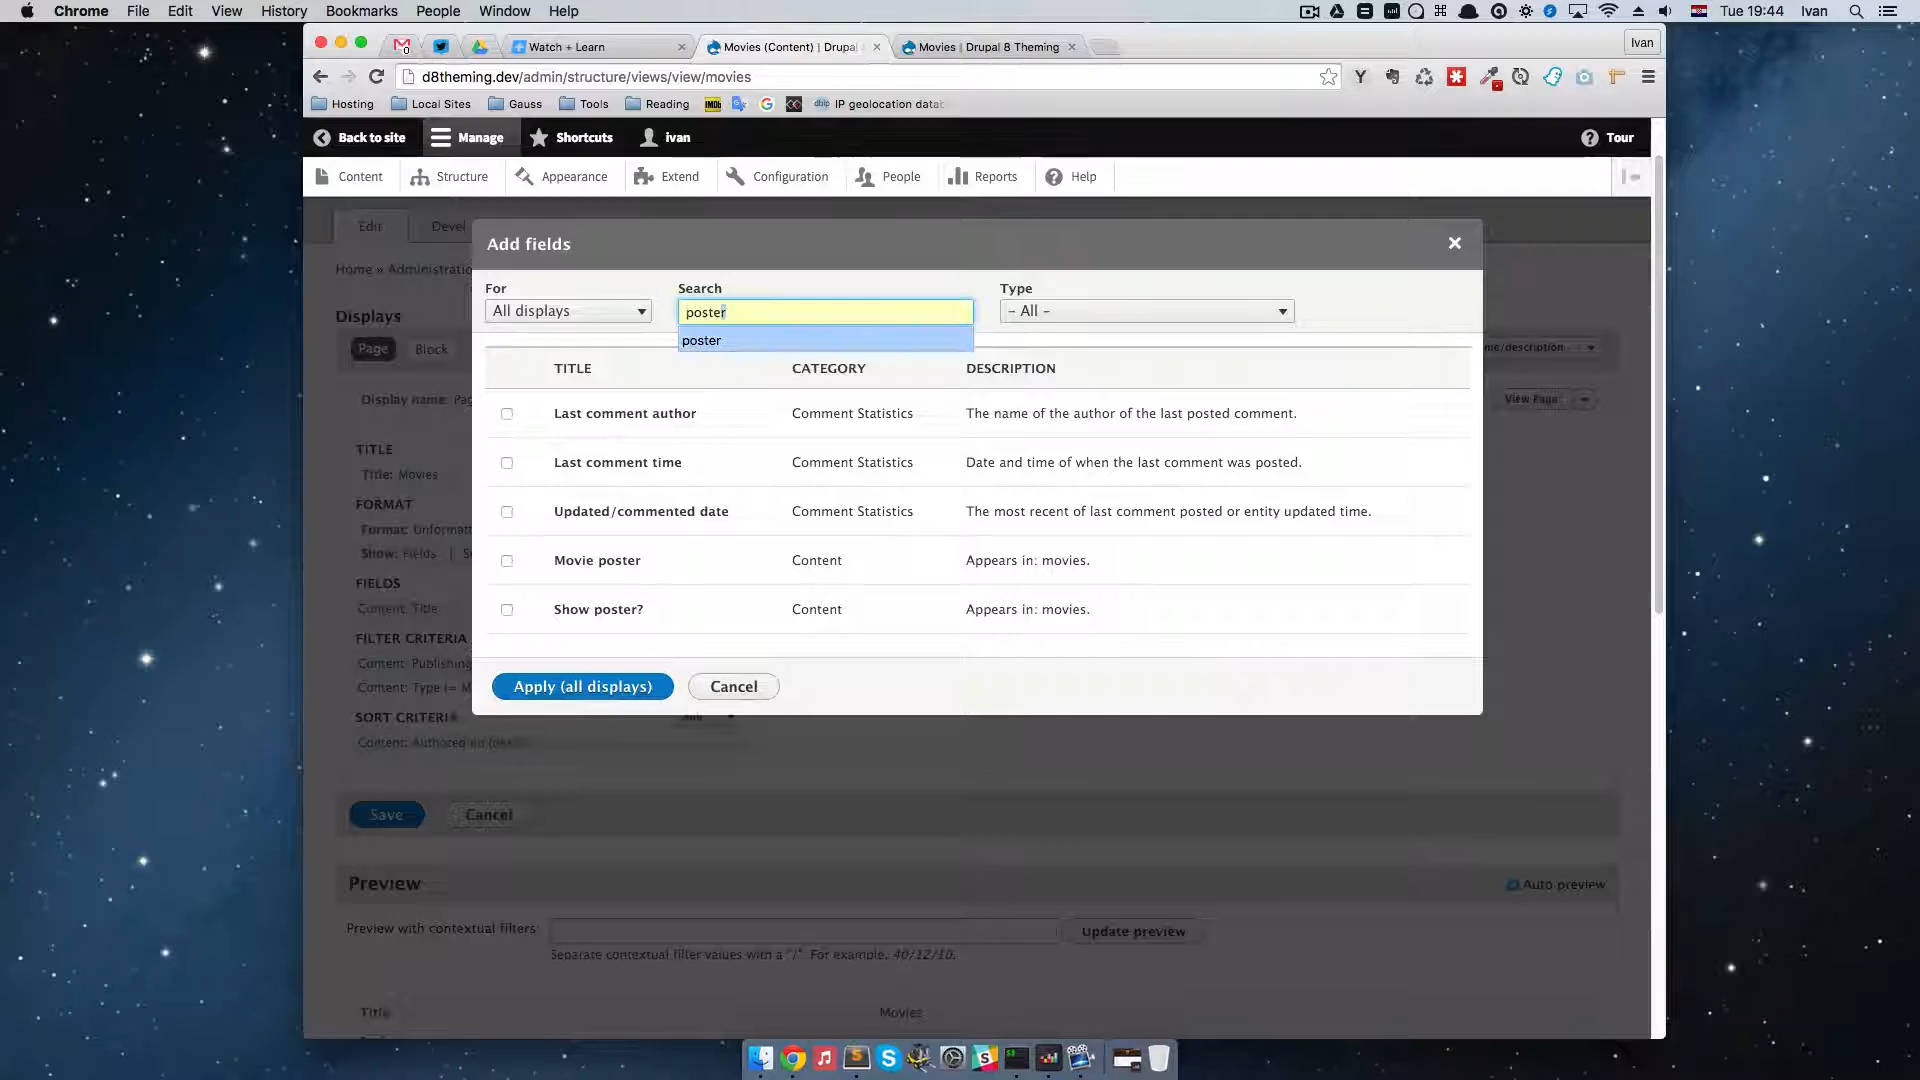 Chrome File Edit View History Bookmarks People Window Help Tue 19:44 Ivan
Watch + Learn Movies (Content) | Drupal Movies | Drupal 8 Theming Ivan
d8theming.dev/admin/structure/views/view/movies
Hosting Local Sites Gauss Tools Reading IP geolocation datab
Back to site Manage Shortcuts ivan Tour
Content Structure Appearance Extend Configuration People Reports Help
Edit Devel
Add fields
Home » Administratio
For Search Type
All displays poster - All -
Displays
poster
Page Block me/description
TITLE CATEGORY DESCRIPTION
Display name: Pag View Page
Last comment author Comment Statistics The name of the author of the last posted comment.
TITLE
Last comment time Comment Statistics Date and time of when the last comment was posted.
Title: Movies
FORMAT
Updated/commented date Comment Statistics The most recent of last comment posted or entity updated time.
Format: Unformatt
Show: Fields | S
Movie poster Content Appears in: movies.
FIELDS
Content: Title
Show poster? Content Appears in: movies.
FILTER CRITERIA
Content: Publishing
Content: Type (= M
Apply (all displays) Cancel
SORT CRITERIA Add
Content: Authored on (desc)
Save Cancel
Preview Auto preview
Preview with contextual filters: Update preview
Separate contextual filter values with a "/". For example, 40/12/10.
Title Movies